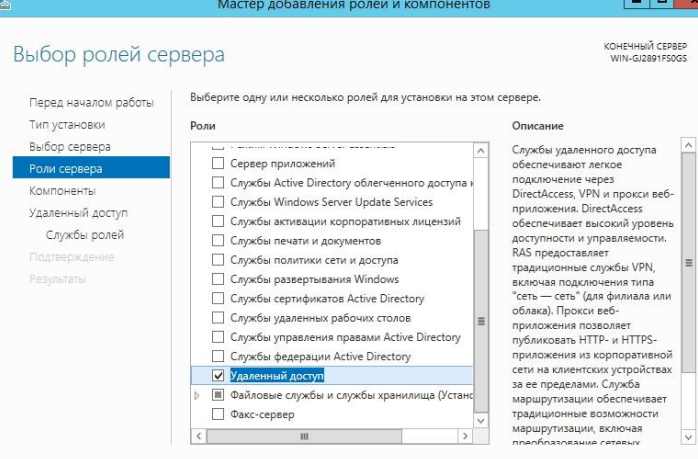 Мастер добавления ролей и компонентов
Выбор ролей сервера
КОНЕЧНЫЙ СЕРВЕР
WIN-GJ2891FS0GS
Перед началом работы
Тип установки
Выбор сервера
Роли сервера
Компоненты
Удаленный доступ
Службы ролей
Подтверждение
Результаты
Выберите одну или несколько ролей для установки на этом сервере.
Роли
Сервер приложений
Службы Active Directory облегченного доступа к
Службы Windows Server Update Services
Службы активации корпоративных лицензий
Службы печати и документов
Службы политики сети и доступа
Службы развертывания Windows
Службы сертификатов Active Directory
Службы удаленных рабочих столов
Службы управления правами Active Directory
Службы федерации Active Directory
Удаленный доступ
Файловые службы и службы хранилища (Устано
Факс-сервер
Описание
Службы удаленного доступа
обеспечивают легкое
подключение через
DirectAccess, VPN и прокси веб-
приложения. DirectAccess
обеспечивает высокий уровень
доступности и управляемости.
RAS предоставляет
традиционные службы VPN,
включая подключения типа
"сеть — сеть" (для филиала или
облака). Прокси веб-
приложения позволяет
публиковать HTTP- и HTTPS-
приложения из корпоративной
сети на клиентских устройствах
за ее пределами. Служба
маршрутизации обеспечивает
традиционные возможности
маршрутизации, включая
преобразование сетевых